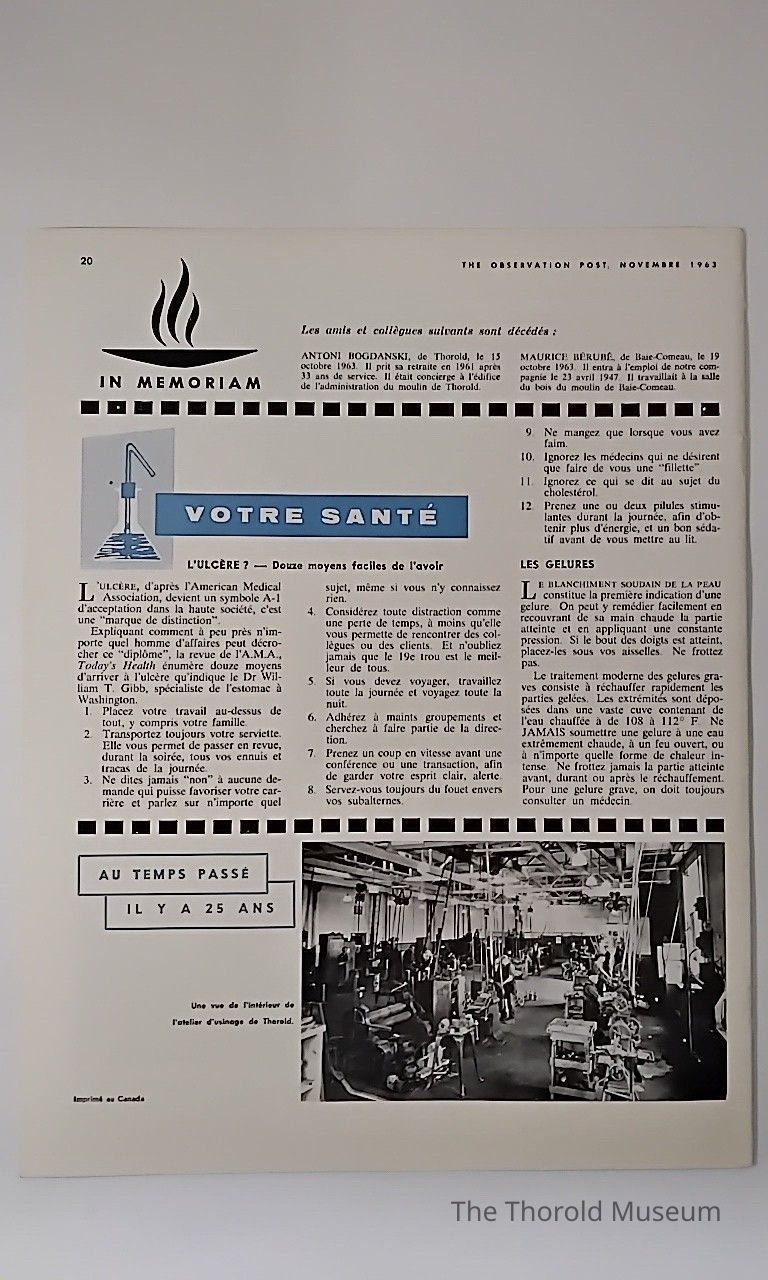 20
THE OBSERVATION POST, NOVEMBRE 1963
IN MEMORIAM
Les amis et collègues suivants sont décédés :
ANTONI BOGDANSKI, de Thorold, le 15
octobre 1963. Il prit sa retraite en 1961 après
33 ans de service. Il était concierge à l'édifice
de l'administration du moulin de Thorold.
MAURICE BÉRUBÉ, de Baie-Comeau, le 19
octobre 1963. Il entra à l'emploi de notre com-
pagnie le 23 avril 1947. Il travaillait à la salle
du bois du moulin de Baie-Comeau.
VOTRE SANTÉ
L'ULCÈRE ? — Douze moyens faciles de l'avoir
L'ULCÈRE, d'après l'American Medical
Association, devient un symbole A-1
d'acceptation dans la haute société, c'est
une "marque de distinction".
Expliquant comment à peu près n'im-
porte quel homme d'affaires peut décro-
cher ce "diplôme", la revue de l'A.M.A.,
Today's Health énumère douze moyens
d'arriver à l'ulcère qu'indique le Dr Wil-
liam T. Gibb, spécialiste de l'estomac à
Washington.
1. Placez votre travail au-dessus de
tout, y compris votre famille.
2. Transportez toujours votre serviette.
Elle vous permet de passer en revue,
durant la soirée, tous vos ennuis et
tracas de la journée.
3. Ne dites jamais "non" à aucune de-
mande qui puisse favoriser votre car-
rière et parlez sur n'importe quel
sujet, même si vous n'y connaissez
rien.
4. Considérez toute distraction comme
une perte de temps, à moins qu'elle
vous permette de rencontrer des col-
lègues ou des clients. Et n'oubliez
jamais que le 19e trou est le meil-
leur de tous.
5. Si vous devez voyager, travaillez
toute la journée et voyagez toute la
nuit.
6. Adhérez à maints groupements et
cherchez à faire partie de la direc-
tion.
7. Prenez un coup en vitesse avant une
conférence ou une transaction, afin
de garder votre esprit clair, alerte.
8. Servez-vous toujours du fouet envers
vos subalternes.
9. Ne mangez que lorsque vous avez
faim.
10. Ignorez les médecins qui ne désirent
que faire de vous une "fillette".
11. Ignorez ce qui se dit au sujet du
cholestérol.
12. Prenez une ou deux pilules stimu-
lantes durant la journée, afin d'ob-
tenir plus d'énergie, et un bon séda-
tif avant de vous mettre au lit.
LES GELURES
LE BLANCHIMENT SOUDAIN DE LA PEAU
constitue la première indication d'une
gelure. On peut y remédier facilement en
recouvrant de sa main chaude la partie
atteinte et en appliquant une constante
pression. Si le bout des doigts est atteint,
placez-les sous vos aisselles. Ne frottez
pas.
Le traitement moderne des gelures gra-
ves consiste à réchauffer rapidement les
parties gelées. Les extrémités sont dépo-
sées dans une vaste cuve contenant de
l'eau chauffée à de 108 à 112° F. Ne
JAMAIS soumettre une gelure à une eau
extrêmement chaude, à un feu ouvert, ou
à n'importe quelle forme de chaleur in-
tense. Ne frottez jamais la partie atteinte
avant, durant ou après le réchauffement.
Pour une gelure grave, on doit toujours
consulter un médecin.
AU TEMPS PASSÉ
IL Y A 25 ANS
Une vue de l'intérieur de
l'atelier d'usinage de Thorold.
Imprimé au Canada
The Thorold Museum